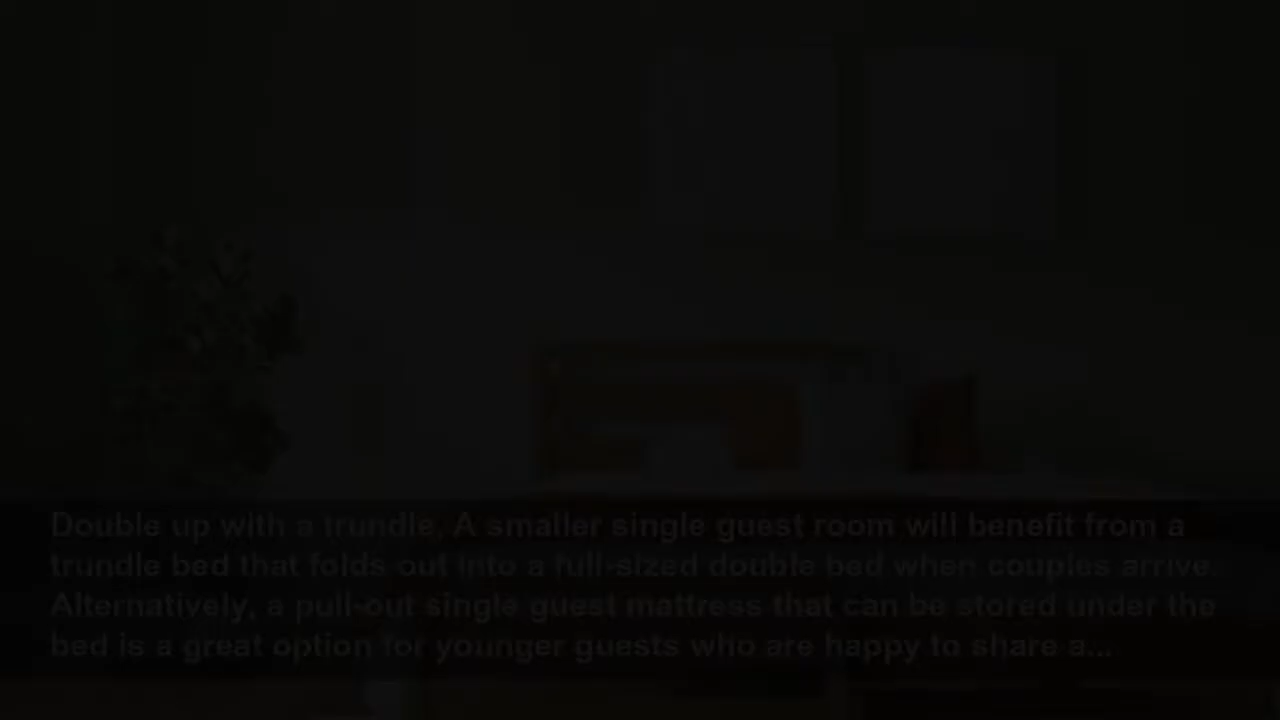 Double up with a trundle, A smaller single guest room will benefit from a
trundle bed that folds out into a full-sized double bed when couples arrive.
Alternatively, a pull-out single guest mattress that can be stored under the
bed is a great option for younger guests who are happy to share a...